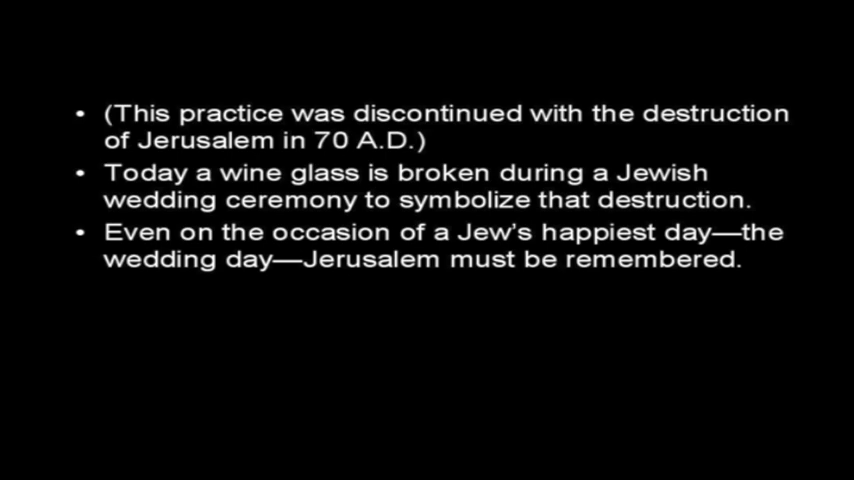 • (This practice was discontinued with the destruction
of Jerusalem in 70 A.D.)
• Today a wine glass is broken during a Jewish
wedding ceremony to symbolize that destruction.
• Even on the occasion of a Jew’s happiest day—the
wedding day—Jerusalem must be remembered.